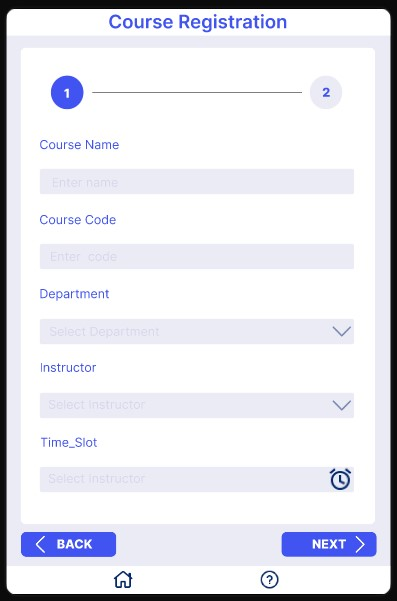 Course Registration
1 2
Course Name
Enter name
Course Code
Enter code
Department
Select Department
Instructor
Select Instructor
Time_Slot
Select Instructor
BACK NEXT
?